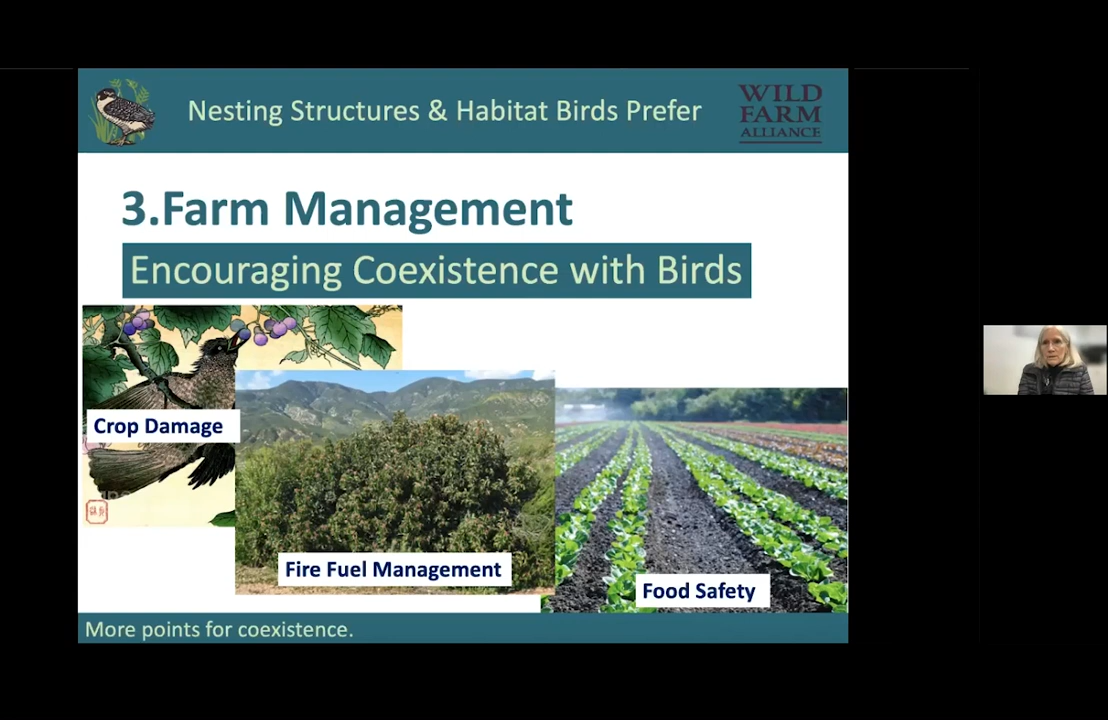 Nesting Structures & Habitat Birds Prefer
WILD
FARM
ALLIANCE
3.Farm Management
Encouraging Coexistence with Birds
Crop Damage
Fire Fuel Management
Food Safety
More points for coexistence.